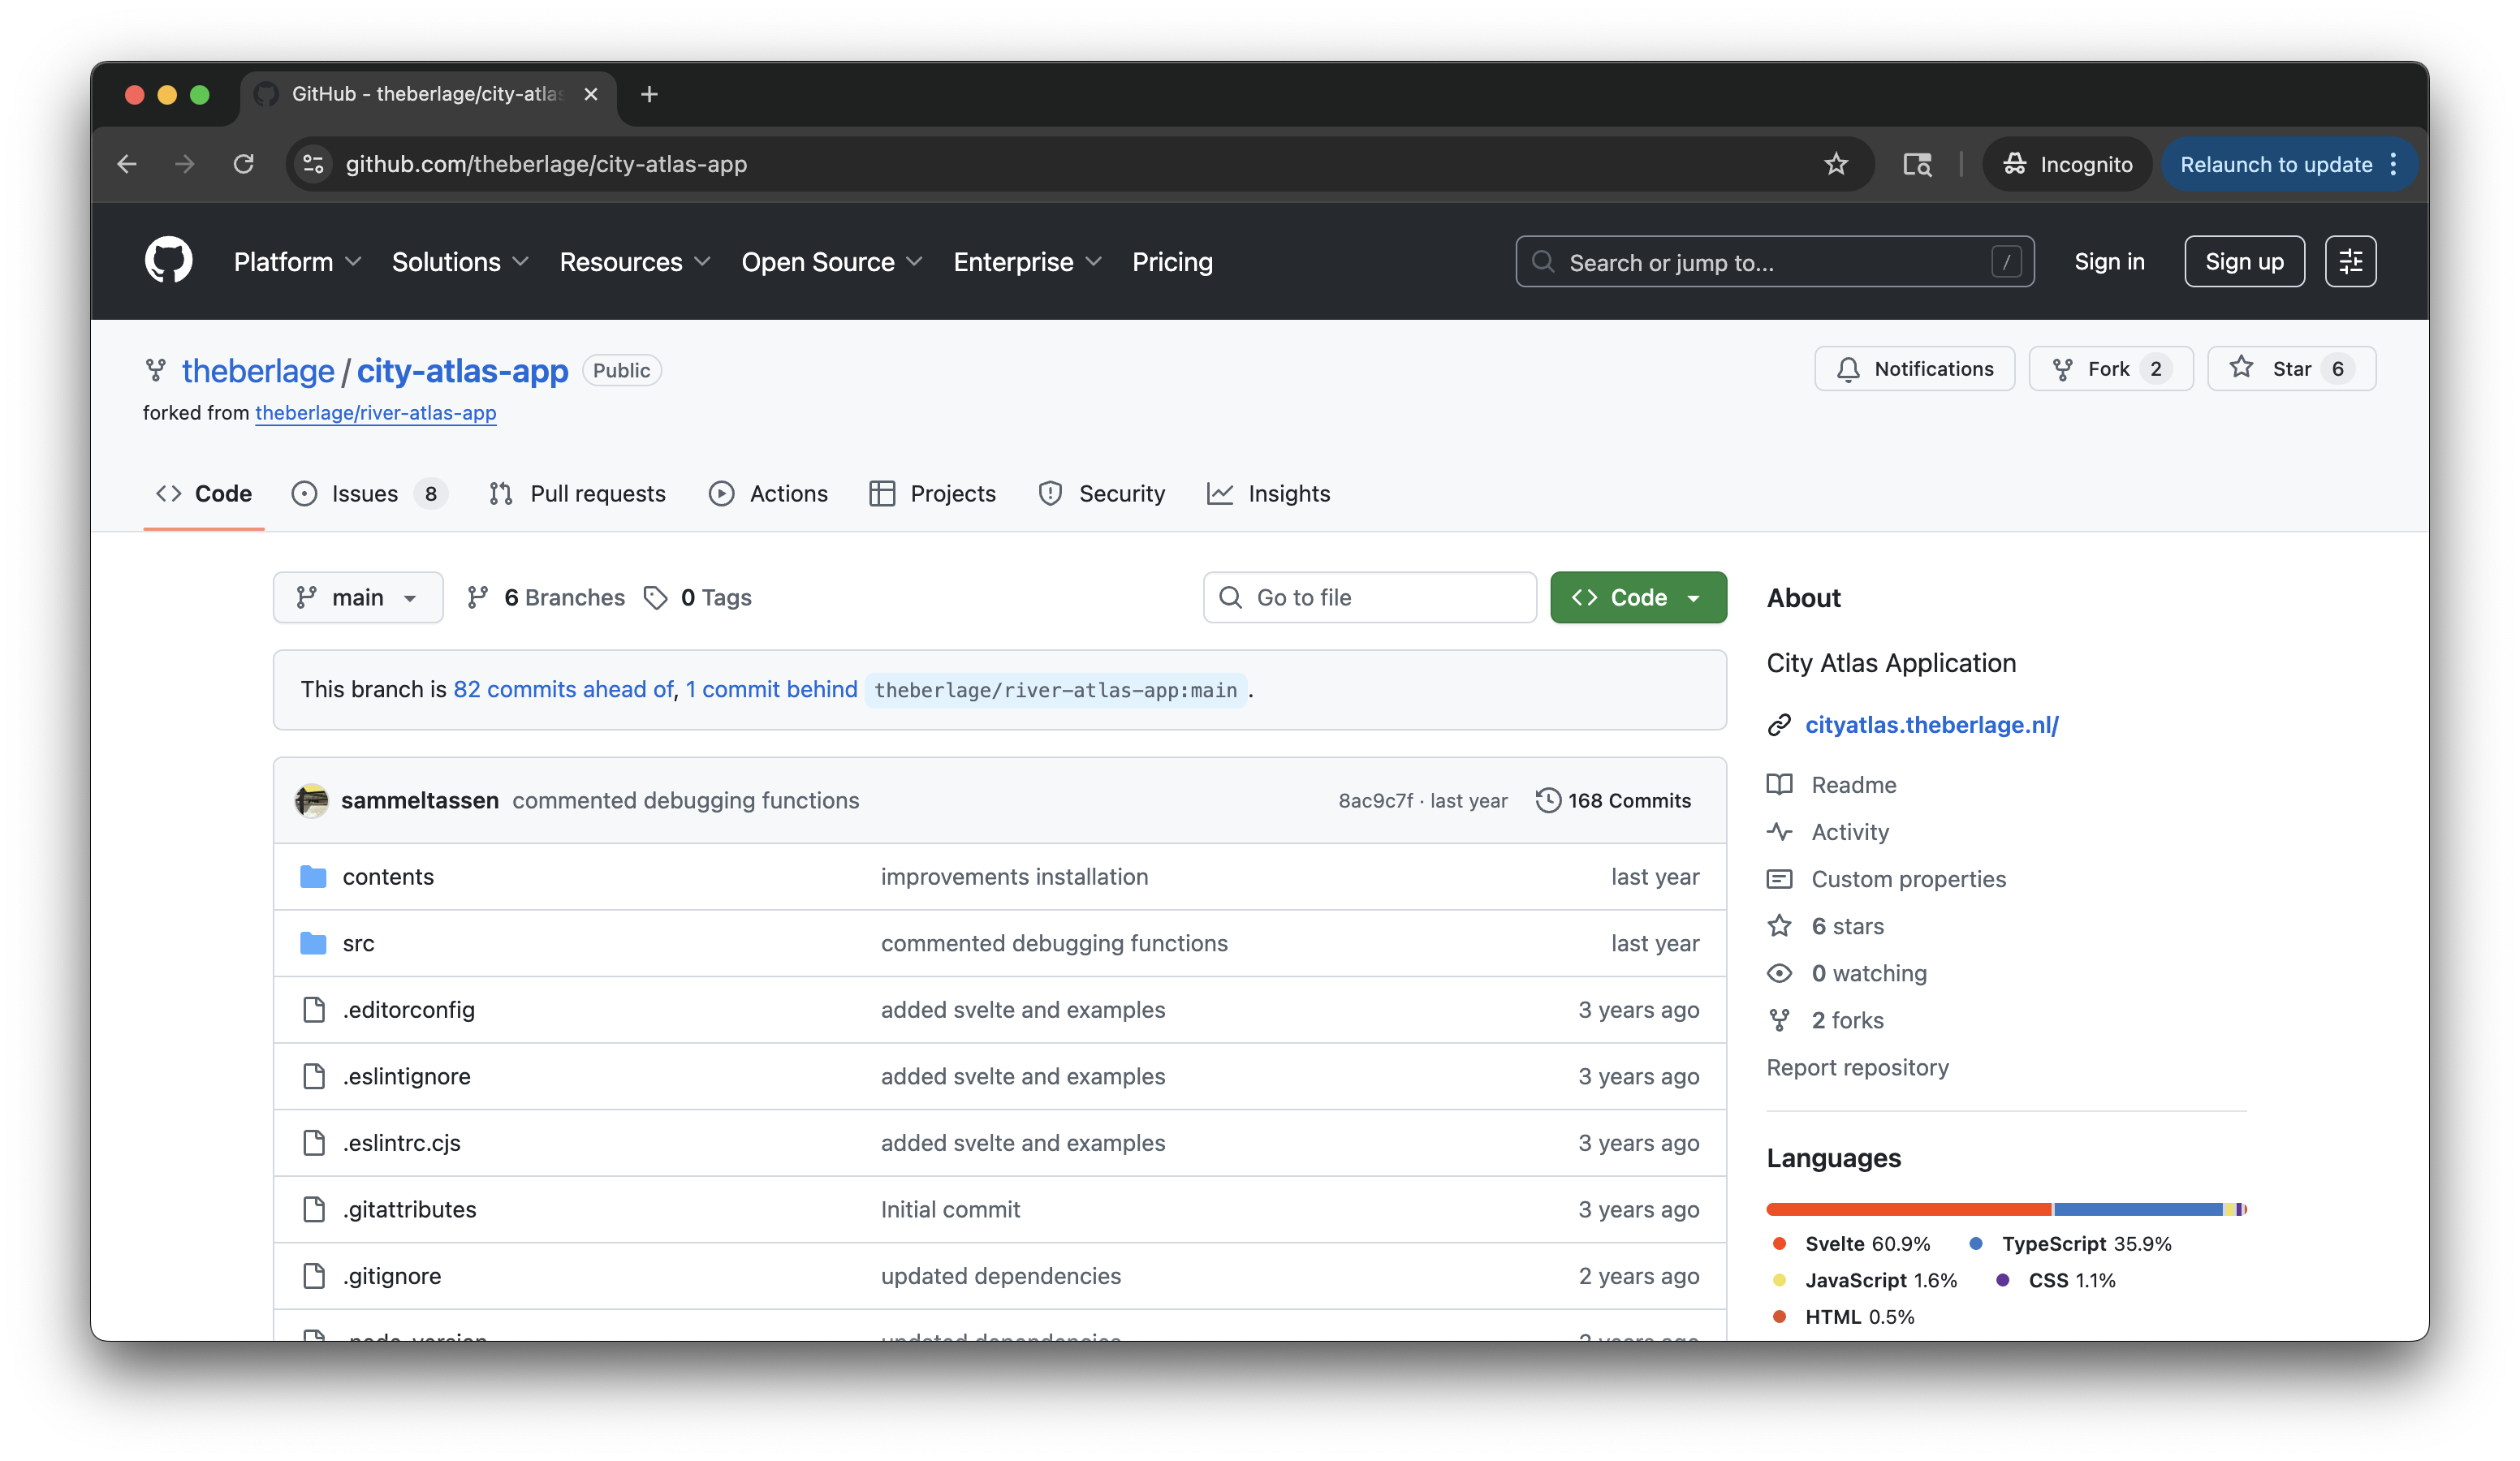 GitHub - theberlage/city-atlas
github.com/theberlage/city-atlas-app
Incognito
Relaunch to update
Platform Solutions Resources Open Source Enterprise Pricing
Search or jump to... /
Sign in
Sign up
theberlage / city-atlas-app Public
Notifications
Fork 2
Star 6
forked from theberlage/river-atlas-app
Code
Issues 8
Pull requests
Actions
Projects
Security
Insights
main
6 Branches
0 Tags
Go to file
Code
This branch is 82 commits ahead of, 1 commit behind theberlage/river-atlas-app:main .
sammeltassen commented debugging functions 8ac9c7f · last year 168 Commits
contents improvements installation last year
src commented debugging functions last year
.editorconfig added svelte and examples 3 years ago
.eslintignore added svelte and examples 3 years ago
.eslintrc.cjs added svelte and examples 3 years ago
.gitattributes Initial commit 3 years ago
.gitignore updated dependencies 2 years ago
About
City Atlas Application
cityatlas.theberlage.nl/
Readme
Activity
Custom properties
6 stars
0 watching
2 forks
Report repository
Languages
Svelte 60.9% TypeScript 35.9%
JavaScript 1.6% CSS 1.1%
HTML 0.5%